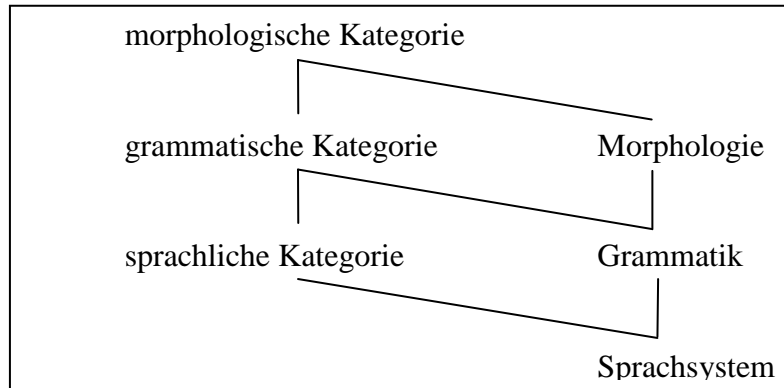 morphologische Kategorie
grammatische Kategorie Morphologie
sprachliche Kategorie Grammatik
Sprachsystem